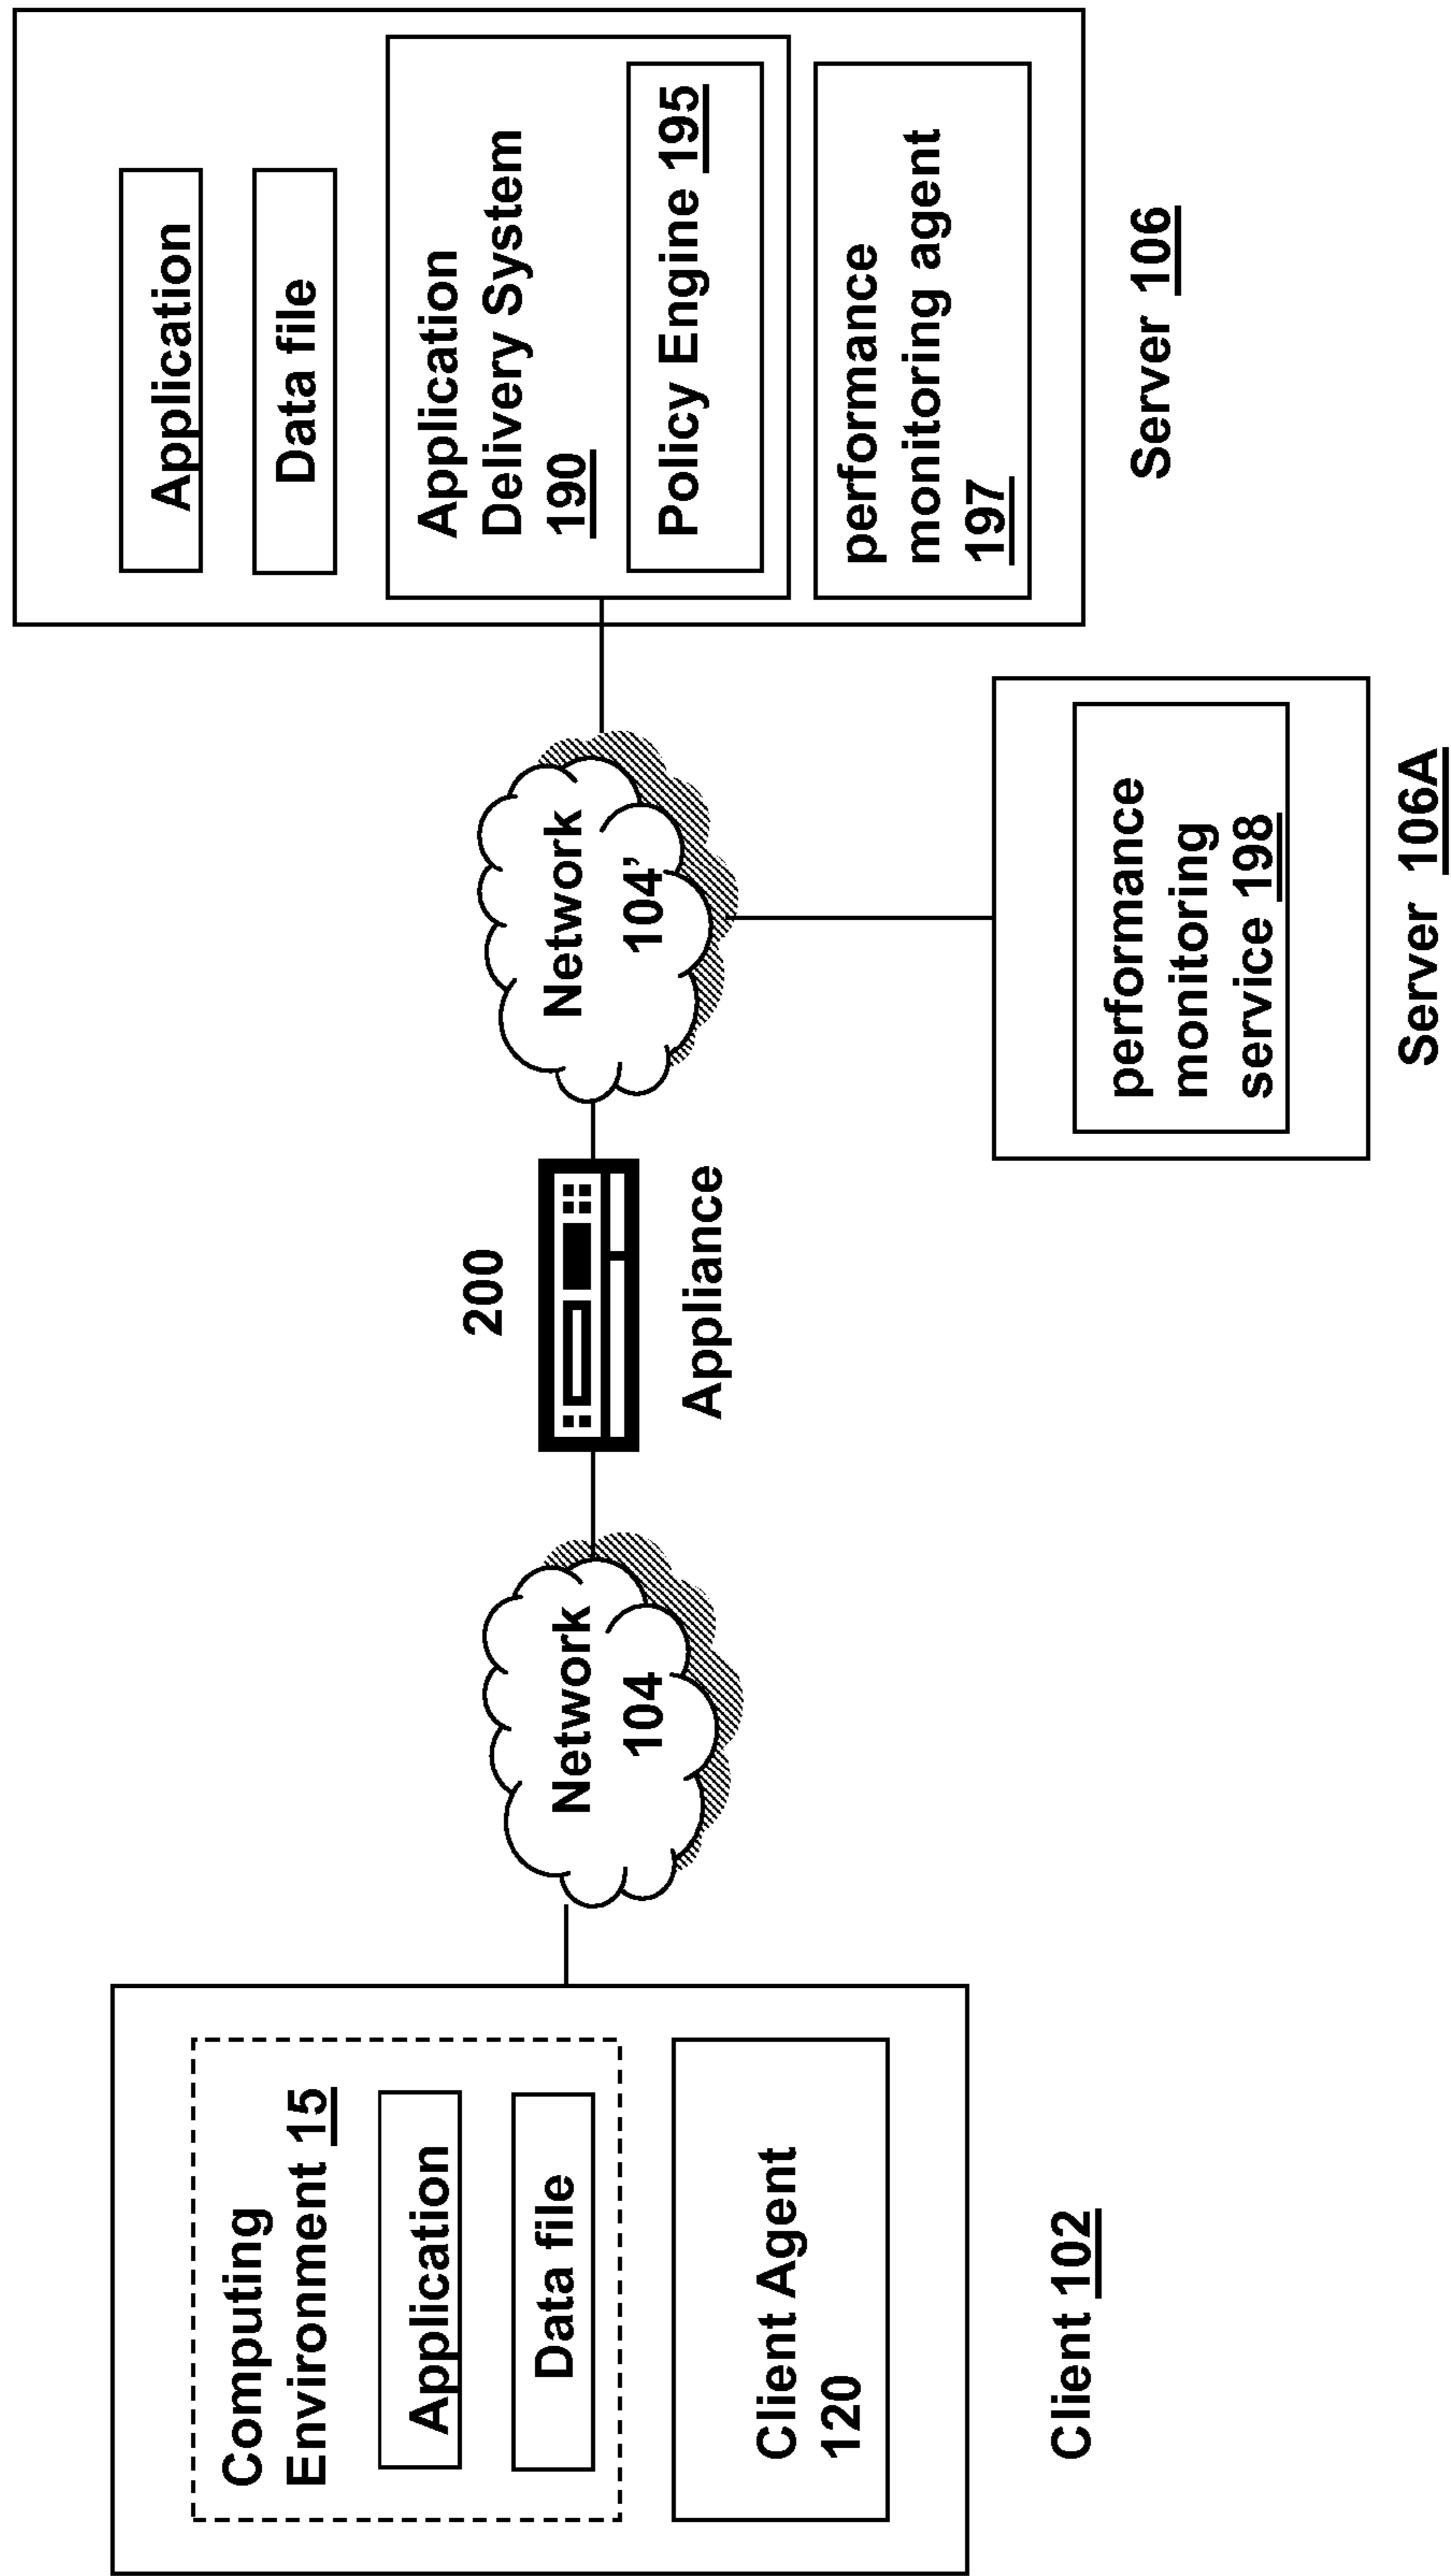 Computing
Environment 15
Application
Data file
Client Agent
120
Client 102
Network
104
200
Appliance
Network
104’
performance
monitoring
service 198
Server 106A
Application
Data file
Application
Delivery System
190
Policy Engine 195
performance
monitoring agent
197
Server 106